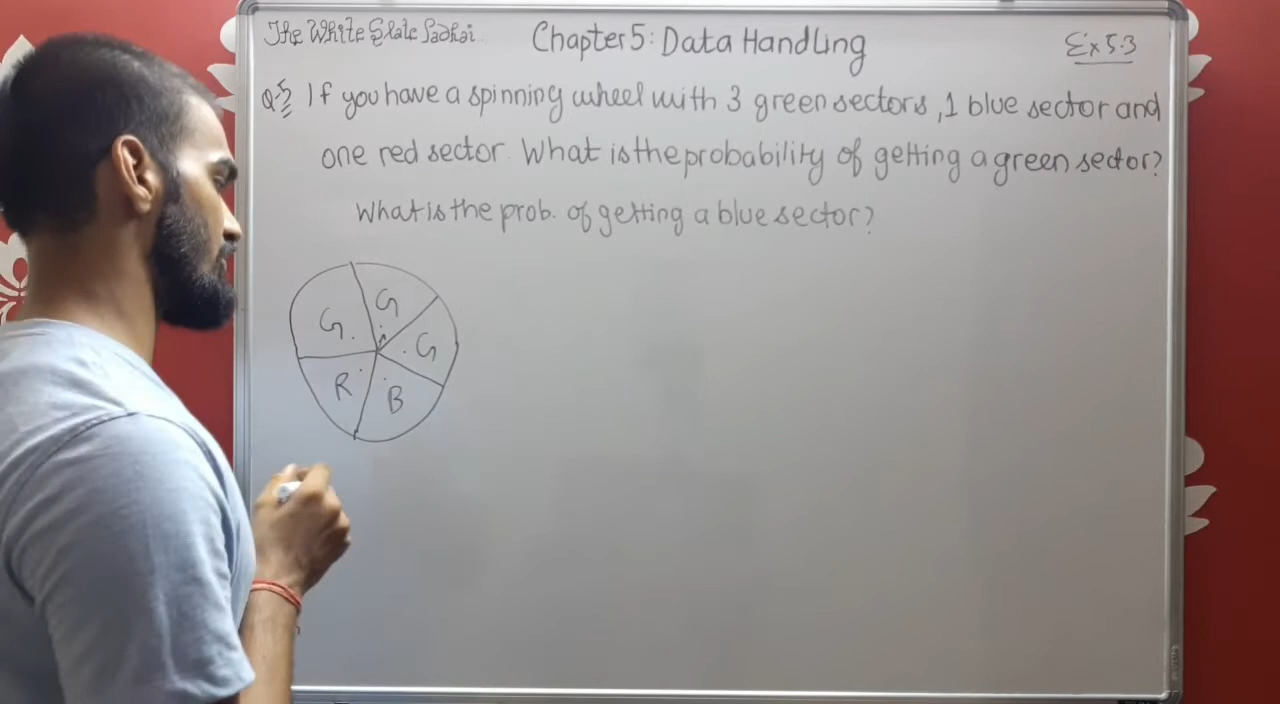 The White Slate Padhai
Chapter 5: Data Handling
Ex 5.3
Q.5 If you have a spinning wheel with 3 green sectors, 1 blue sector and
one red sector. What is the probability of getting a green sector?
What is the prob. of getting a blue sector?
G G
G
R B